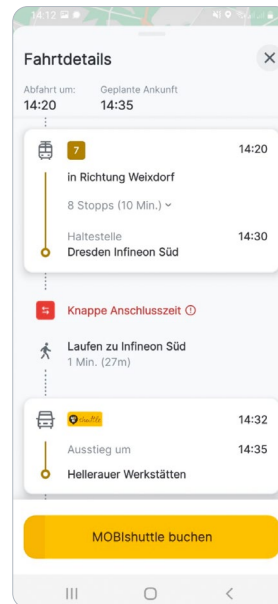 14:12
Fahrtdetails
Abfahrt um: Geplante Ankunft
14:20 14:35
7 14:20
in Richtung Weixdorf
8 Stopps (10 Min.)
Haltestelle 14:30
Dresden Infineon Süd
Knappe Anschlusszeit
Laufen zu Infineon Süd
1 Min. (27m)
shuttle 14:32
Ausstieg um 14:35
Hellerauer Werkstätten
MOBIshuttle buchen